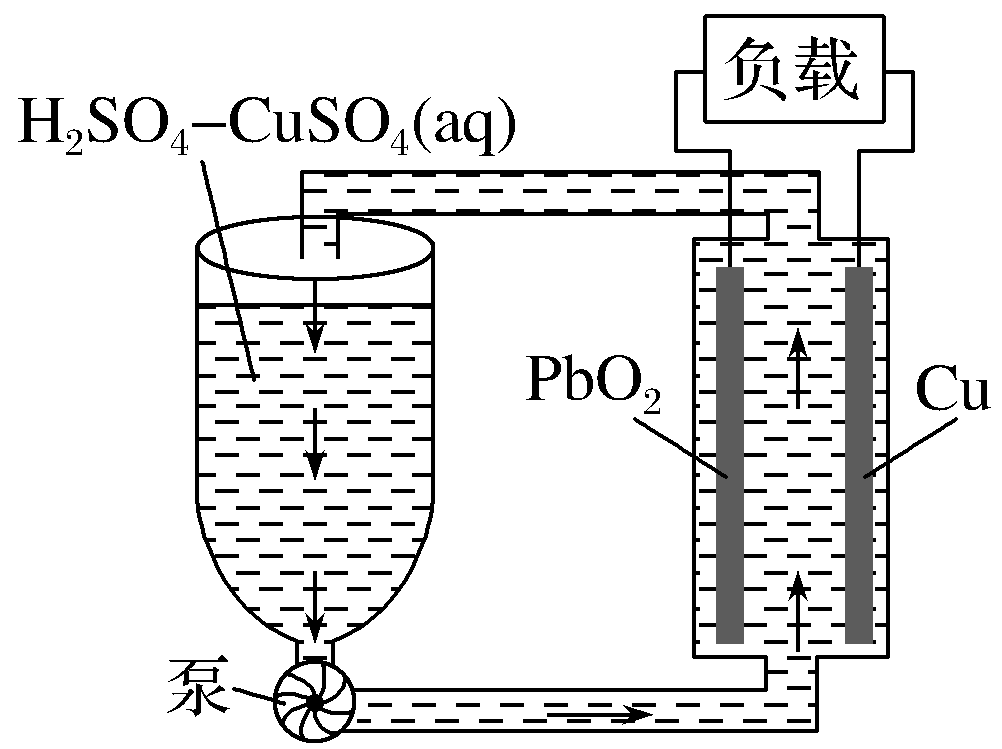 负载
H₂SO₄–CuSO₄(aq)
PbO₂
Cu
泵